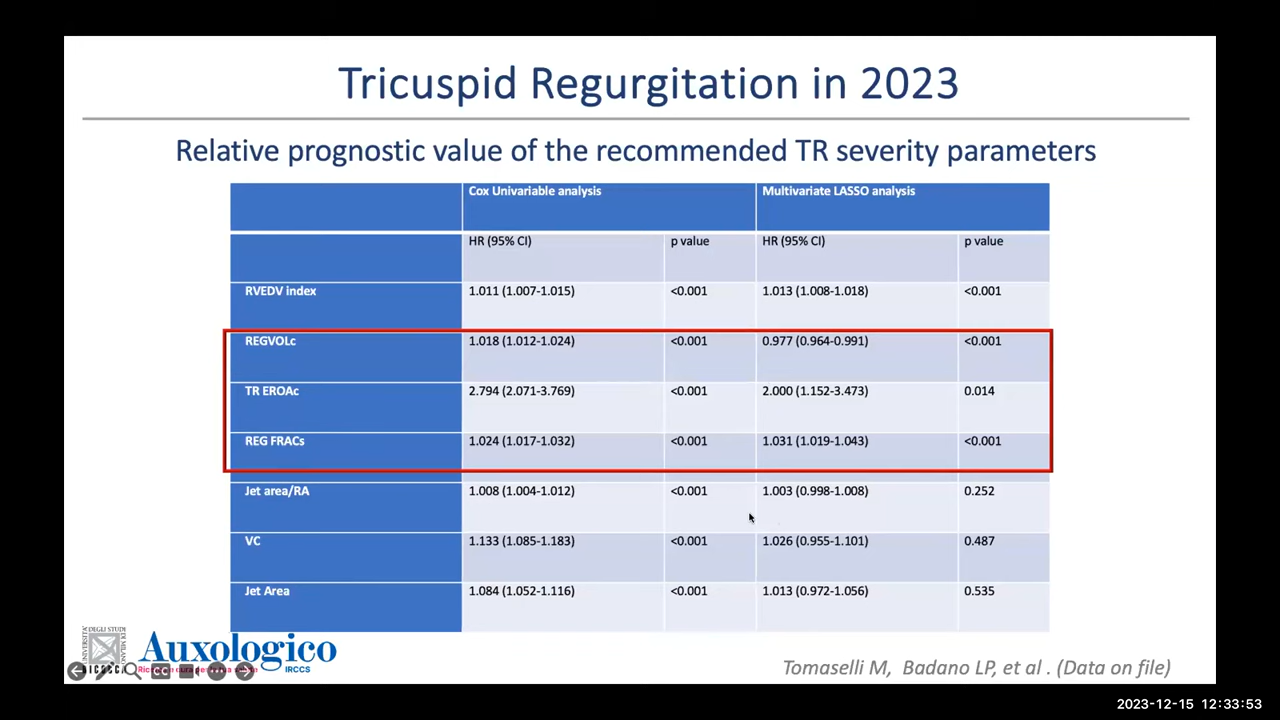 Tricuspid Regurgitation in 2023
Relative prognostic value of the recommended TR severity parameters
Cox Univariable analysis Multivariate LASSO analysis
HR (95% CI) p value HR (95% CI) p value
RVEDV index 1.011 (1.007-1.015) <0.001 1.013 (1.008-1.018) <0.001
REGVOLc 1.018 (1.012-1.024) <0.001 0.977 (0.964-0.991) <0.001
TR EROAc 2.794 (2.071-3.769) <0.001 2.000 (1.152-3.473) 0.014
REG FRACs 1.024 (1.017-1.032) <0.001 1.031 (1.019-1.043) <0.001
Jet area/RA 1.008 (1.004-1.012) <0.001 1.003 (0.998-1.008) 0.252
VC 1.133 (1.085-1.183) <0.001 1.026 (0.955-1.101) 0.487
Jet Area 1.084 (1.052-1.116) <0.001 1.013 (0.972-1.056) 0.535
DEGLI STUDI
Auxologico
IRCCS
CC
Tomaselli M, Badano LP, et al . (Data on file)
2023-12-15 12:33:53